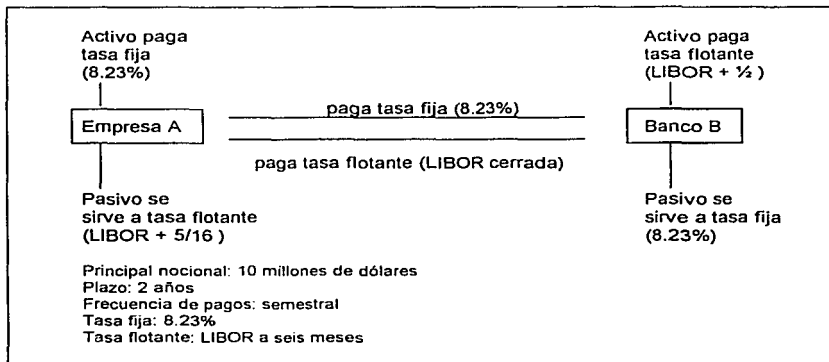 Activo paga
tasa fija
(8.23%)
Activo paga
tasa flotante
(LIBOR + ½ )
paga tasa fija (8.23%)
Empresa A
Banco B
paga tasa flotante (LIBOR cerrada)
Pasivo se
sirve a tasa flotante
(LIBOR + 5/16 )
Pasivo se
sirve a tasa fija
(8.23%)
Principal nocional: 10 millones de dólares
Plazo: 2 años
Frecuencia de pagos: semestral
Tasa fija: 8.23%
Tasa flotante: LIBOR a seis meses